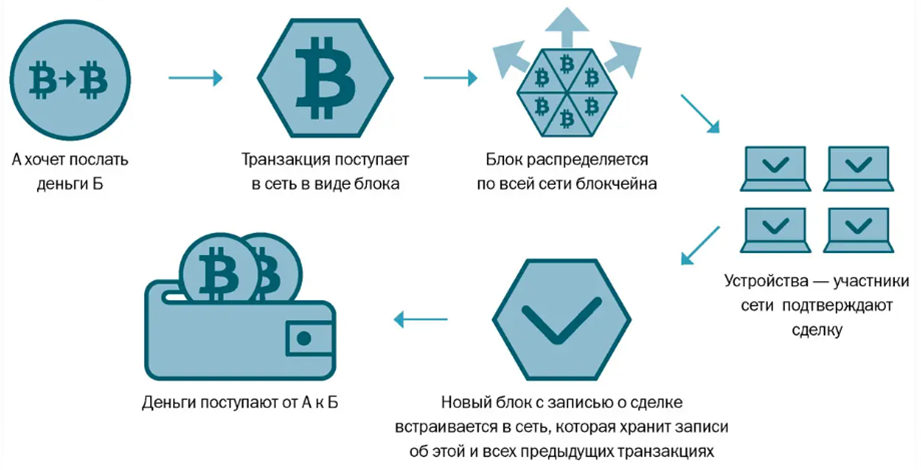 А хочет послать
деньги Б
Транзакция поступает
в сеть в виде блока
Блок распределяется
по всей сети блокчейна
Устройства — участники
сети подтверждают
сделку
Новый блок с записью о сделке
встраивается в сеть, которая хранит записи
об этой и всех предыдущих транзакциях
Деньги поступают от А к Б